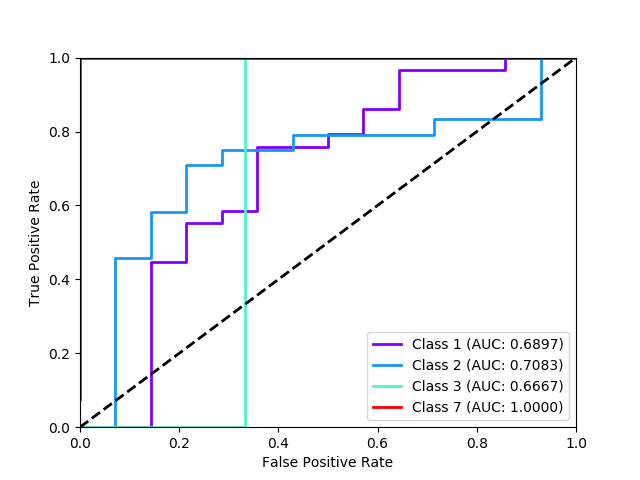 1.0
0.8
0.6
0.4
0.2
0.0
True Positive Rate
Class 1 (AUC: 0.6897)
Class 2 (AUC: 0.7083)
Class 3 (AUC: 0.6667)
Class 7 (AUC: 1.0000)
0.0 0.2 0.4 0.6 0.8 1.0
False Positive Rate